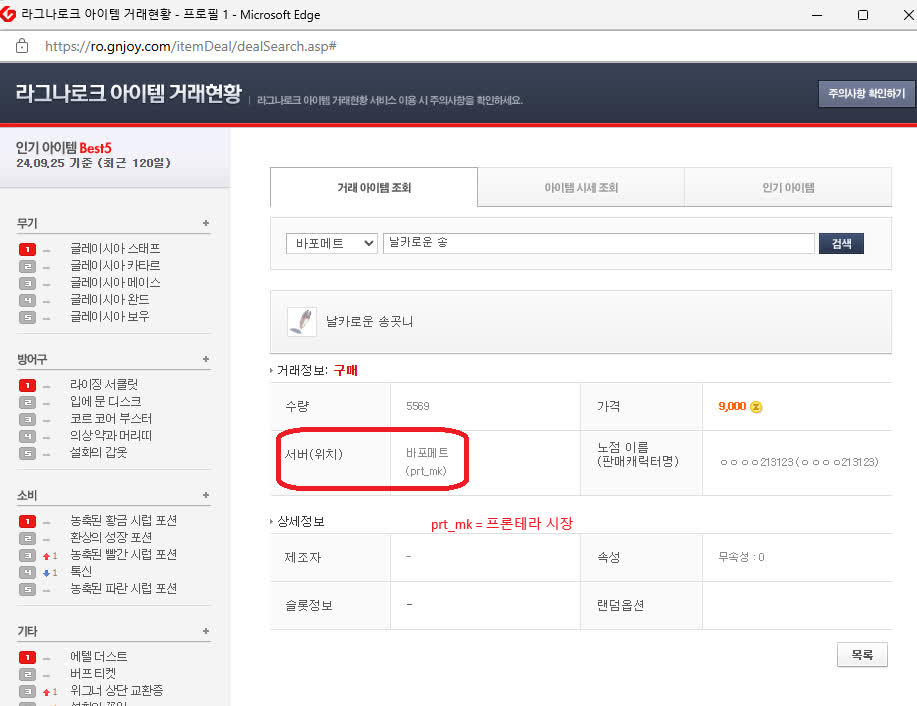 라그나로크 아이템 거래현황 - 프로필 1 - Microsoft Edge
https://ro.gnjoy.com/itemDeal/dealSearch.asp#
라그나로크 아이템 거래현황
라그나로크 아이템 거래현황 서비스 이용 시 주의사항을 확인하세요.
주의사항 확인하기
인기 아이템 Best5
24.09.25 기준 (최근 120일)
무기 +
1 글레이시아 스태프
2 글레이시아 카타르
3 글레이시아 메이스
4 글레이시아 완드
5 글레이시아 보우
방어구 +
1 라이징 서클릿
2 입에 문 디스크
3 코르 코어 부스터
4 의상 약과 머리띠
5 설화의 갑옷
소비 +
1 농축된 황금 시럽 포션
2 환상의 성장 포션
3 1 농축된 빨간 시럽 포션
4 1 톡신
5 농축된 파란 시럽 포션
기타 +
1 에텔 더스트
2 버프 티켓
3 1 위그너 상단 교환증
거래 아이템 조회
아이템 시세 조회
인기 아이템
바포메트
날카로운 송
검색
날카로운 송곳니
거래정보: 구매
수량 5569
가격 9,000 Z
서버(위치) 바포메트
(prt_mk)
노점 이름
(판매캐릭터명)
ㅇㅇㅇㅇ213123(ㅇㅇㅇㅇ213123)
상세정보
prt_mk = 프론테라 시장
제조자 -
속성 무속성 : 0
슬롯정보 -
랜덤옵션
목록